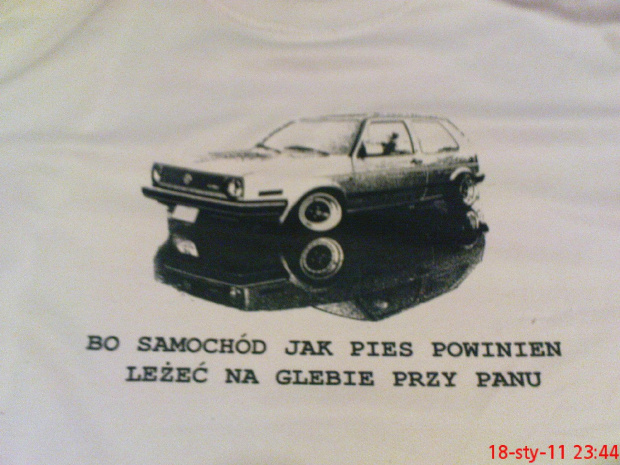 BO SAMOCHÓD JAK PIES POWINIEN
LEŻEĆ NA GLEBIE PRZY PANU
18-sty-11 23:44